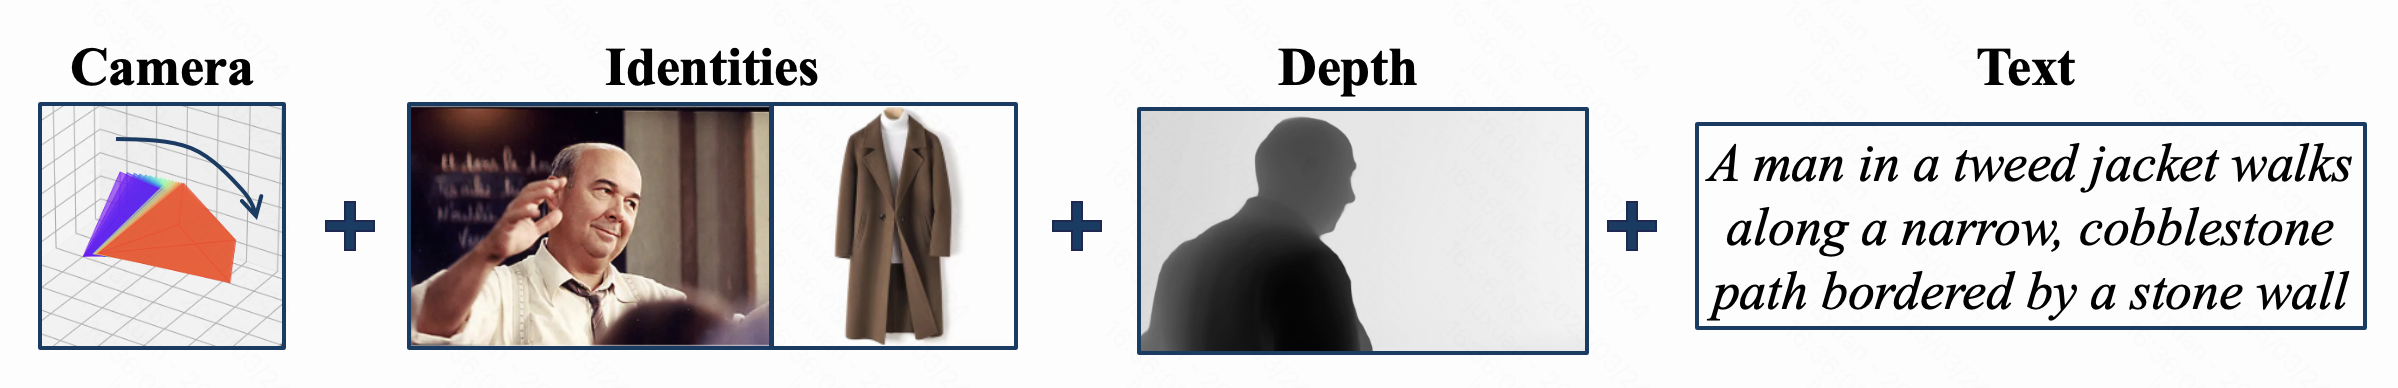 Camera
Identities
Depth
Text
A man in a tweed jacket walks
along a narrow, cobblestone
path bordered by a stone wall